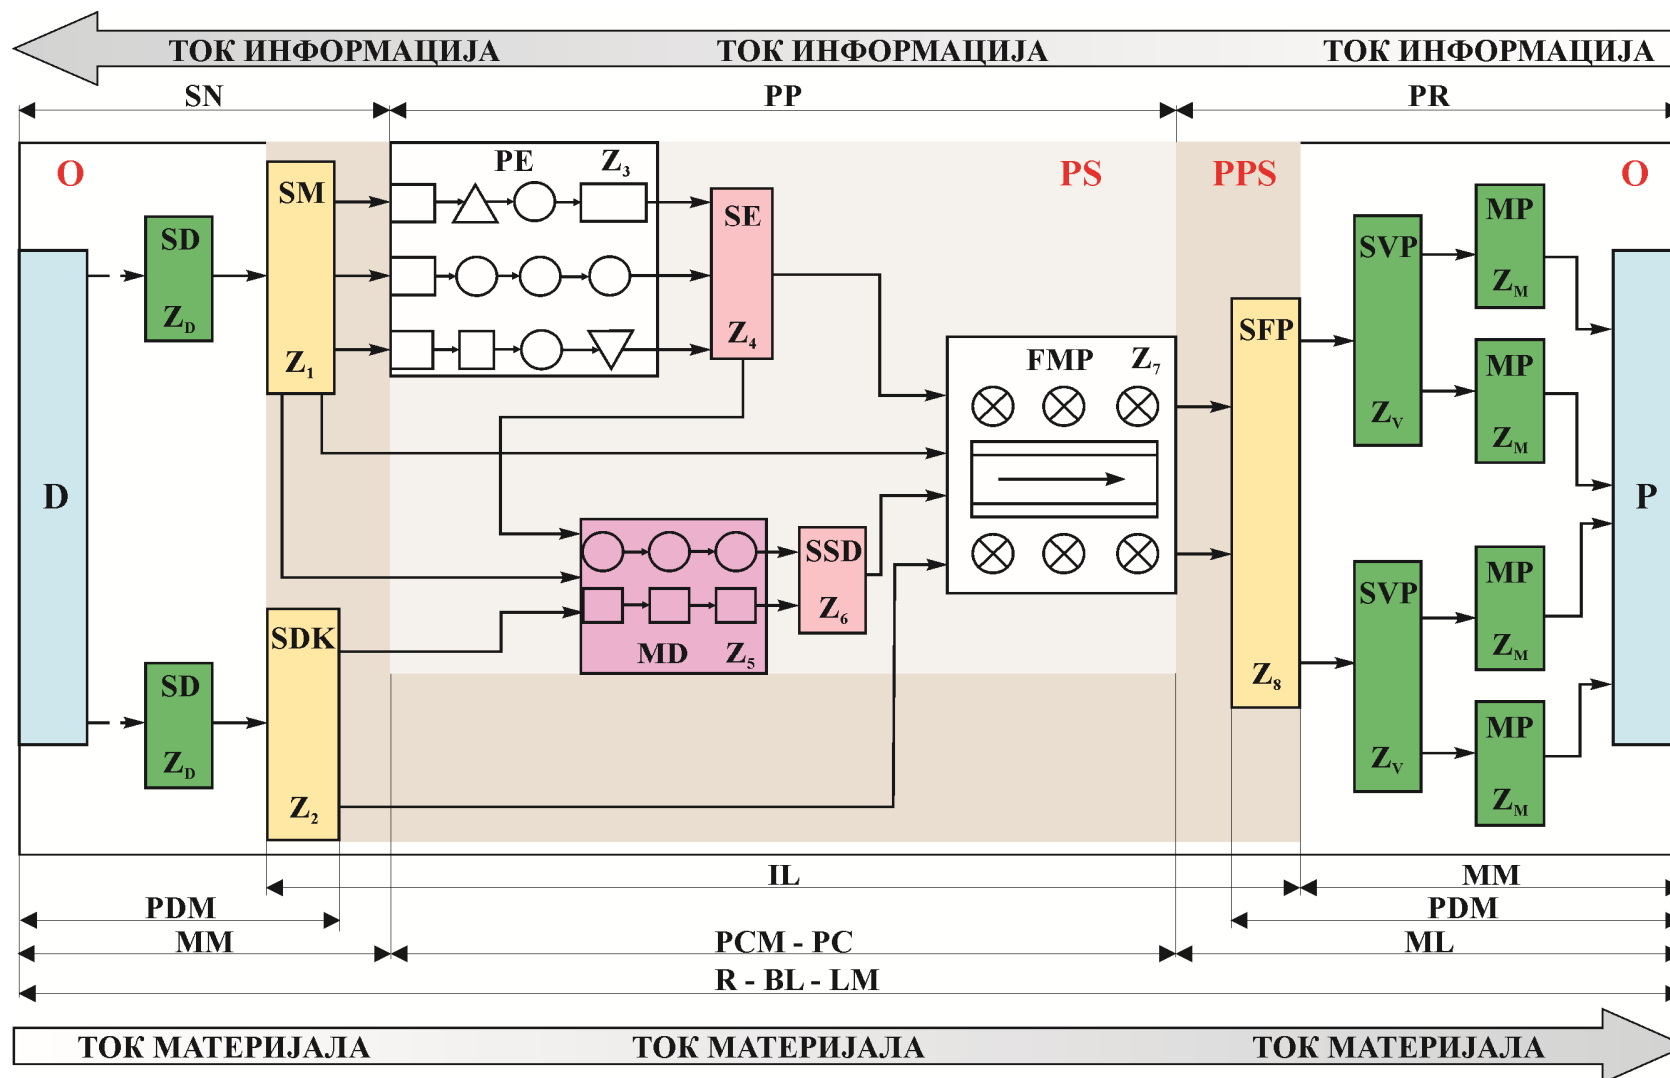 ТОК ИНФОРМАЦИЈА ТОК ИНФОРМАЦИЈА ТОК ИНФОРМАЦИЈА
SN PP PR
O PE Z3 PS PPS O
SM SE MP
SD SVP
ZD Z1 Z4 ZM
SFP
FMP Z7 MP
ZV ZM
D P
SSD MP
SVP
Z6
SDK MD Z5 ZM
SD Z8
MP
ZD ZV
Z2 ZM
IL MM
PDM PDM
MM PCM - PC ML
R - BL - LM
ТОК МАТЕРИЈАЛА ТОК МАТЕРИЈАЛА ТОК МАТЕРИЈАЛА